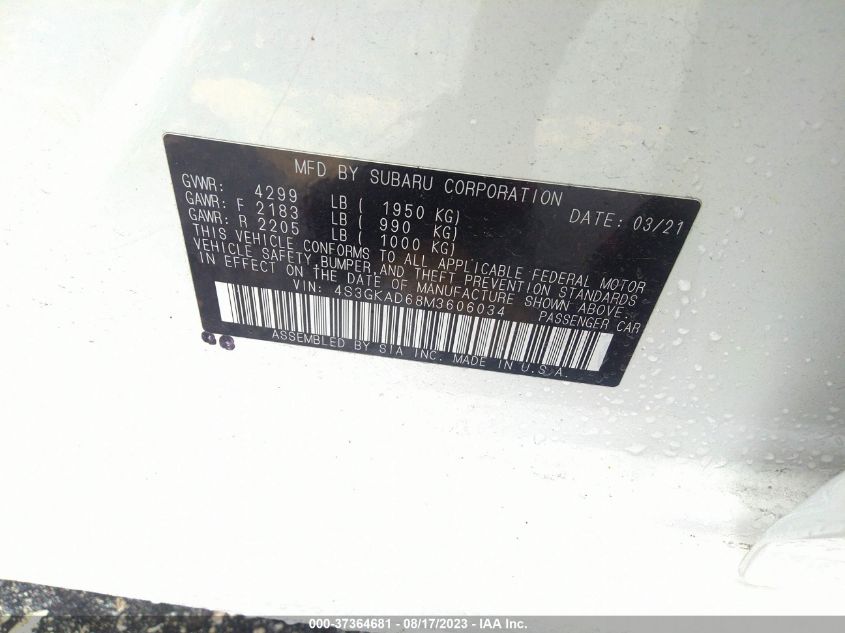 MFD BY SUBARU CORPORATION
GVWR: 4299 LB ( 1950 KG) DATE: 03/21
GAWR: F 2183 LB ( 990 KG)
GAWR: R 2205 LB ( 1000 KG)
THIS VEHICLE CONFORMS TO ALL APPLICABLE FEDERAL MOTOR
VEHICLE SAFETY,BUMPER,AND THEFT PREVENTION STANDARDS
IN EFFECT ON THE DATE OF MANUFACTURE SHOWN ABOVE.
VIN: 4S3GKAD68M3606034 PASSENGER CAR
ASSEMBLED BY SIA INC. MADE IN U.S.A.
000-37364681 - 08/17/2023 - IAA Inc.